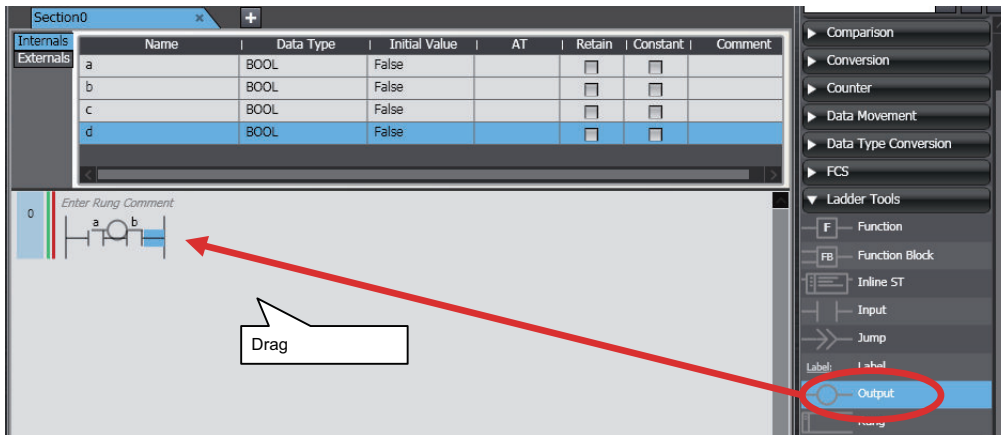 Section0 × +
Internals
Externals
Name Data Type Initial Value AT Retain Constant Comment
a BOOL False
b BOOL False
c BOOL False
d BOOL False
0
Enter Rung Comment
a b
Drag
Comparison
Conversion
Counter
Data Movement
Data Type Conversion
FCS
Ladder Tools
F Function
FB Function Block
Inline ST
Input
Jump
Label: Label
Output
Rung